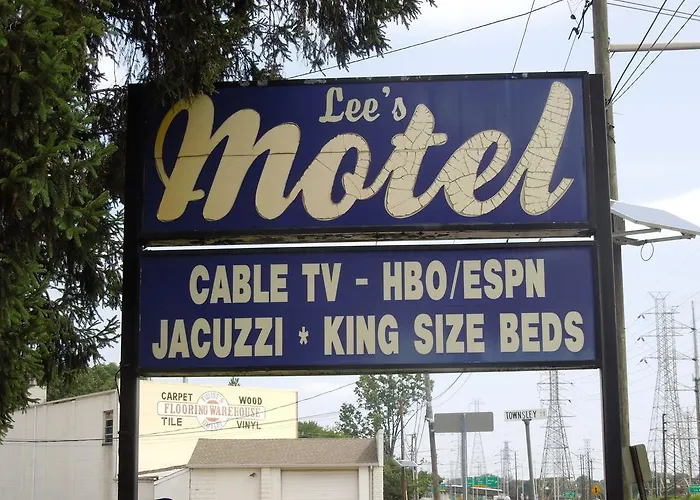 Lee's
Motel
CABLE TV - HBO/ESPN
JACUZZI * KING SIZE BEDS
CARPET WOOD
FLOORING WAREHOUSE
TILE VINYL
TOWNSLEY